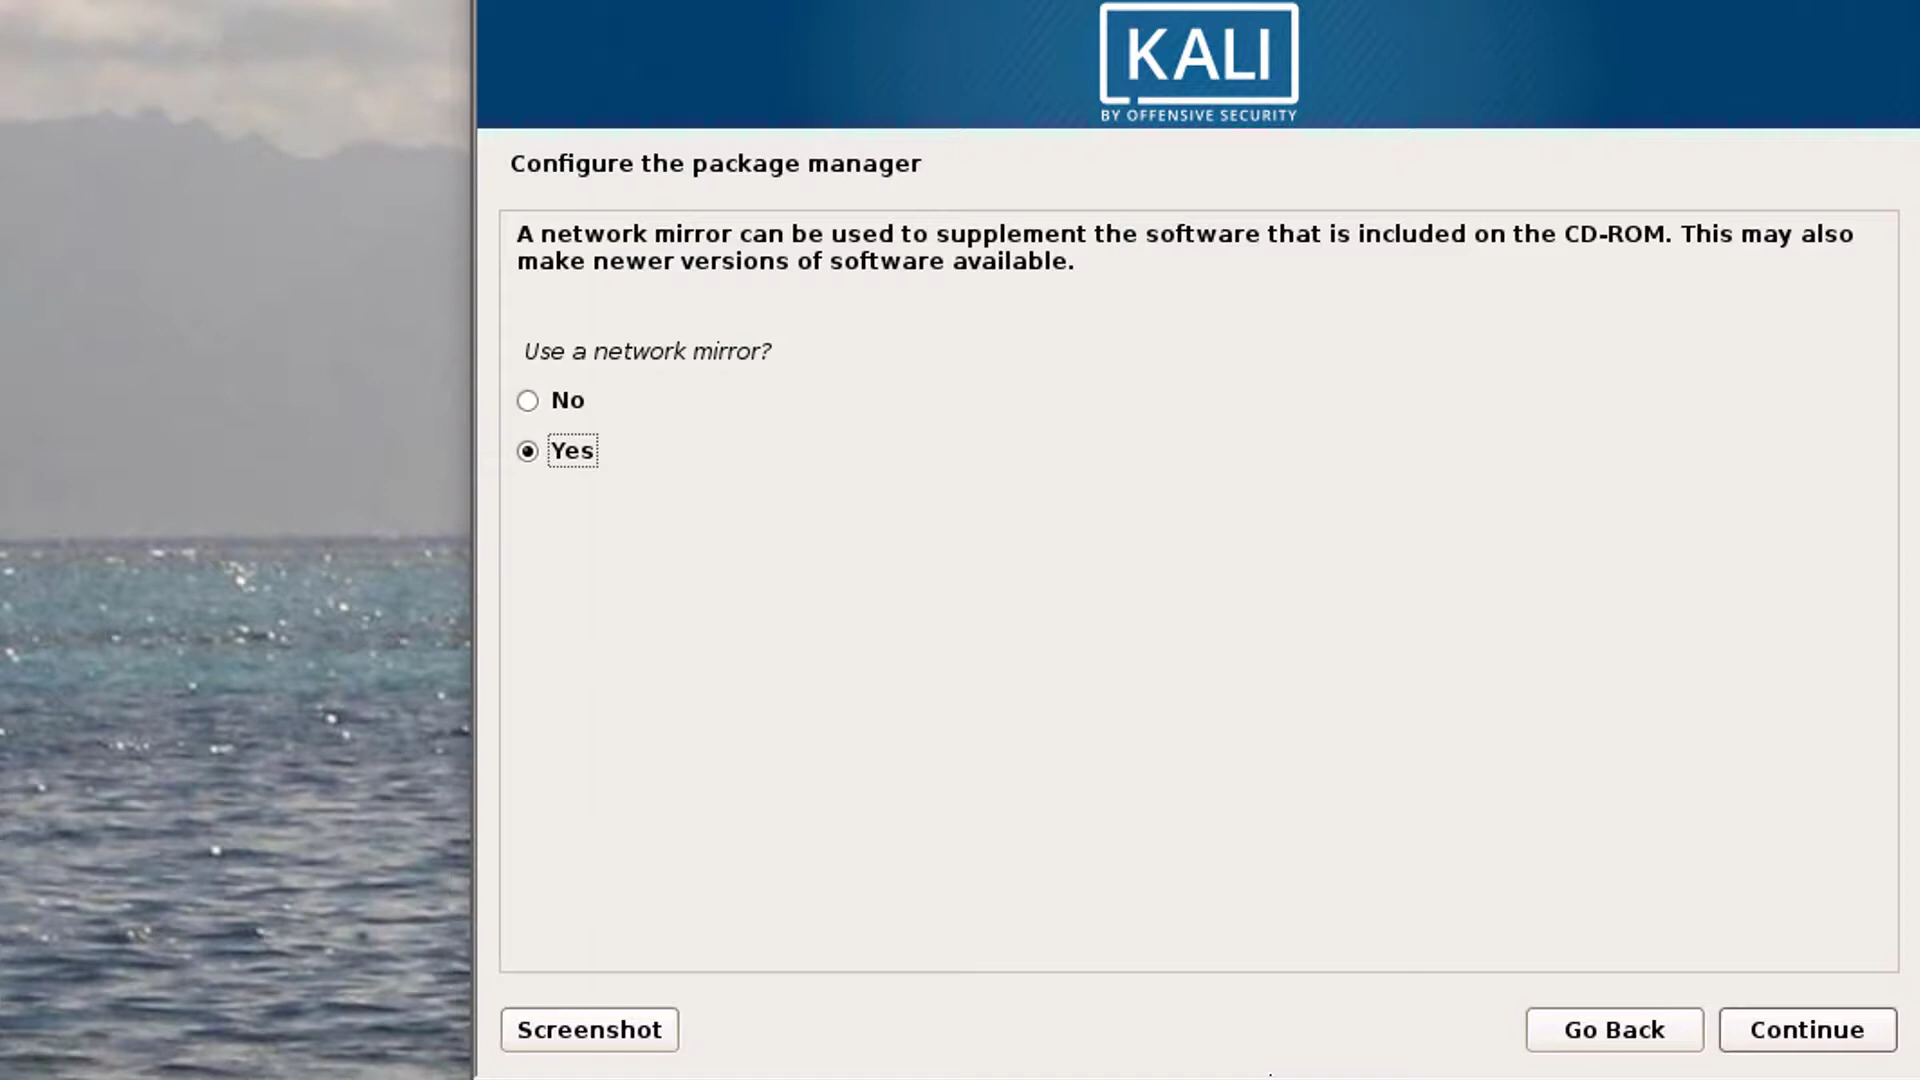 KALI
BY OFFENSIVE SECURITY
Configure the package manager
A network mirror can be used to supplement the software that is included on the CD-ROM. This may also
make newer versions of software available.
Use a network mirror?
No
Yes
Screenshot
Go Back
Continue